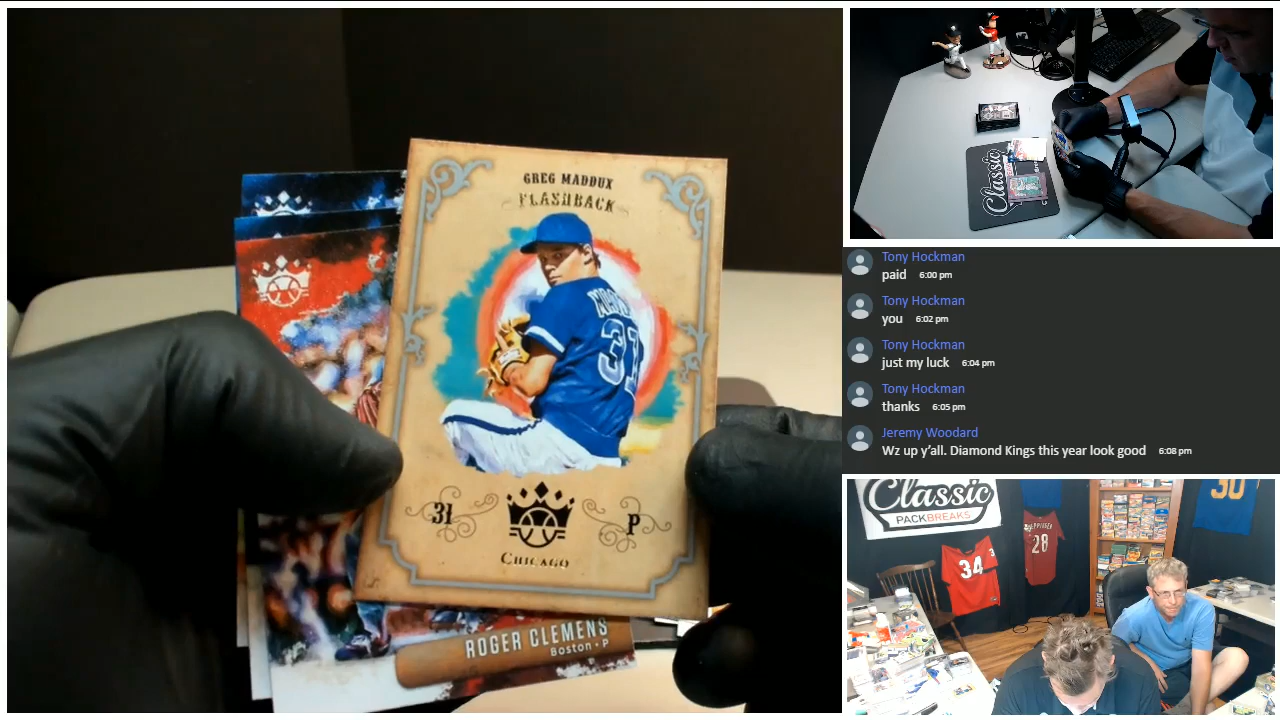 GREG MADDUX
FLASHBACK
31
31
P
CHICAGO
ROGER CLEMENS
Boston • P
Classic
Tony Hockman
paid 6:00 pm
Tony Hockman
you 6:02 pm
Tony Hockman
just my luck 6:04 pm
Tony Hockman
thanks 6:05 pm
Jeremy Woodard
Wz up y'all. Diamond Kings this year look good 6:08 pm
Classic
PACKBREAKS
34
28
30